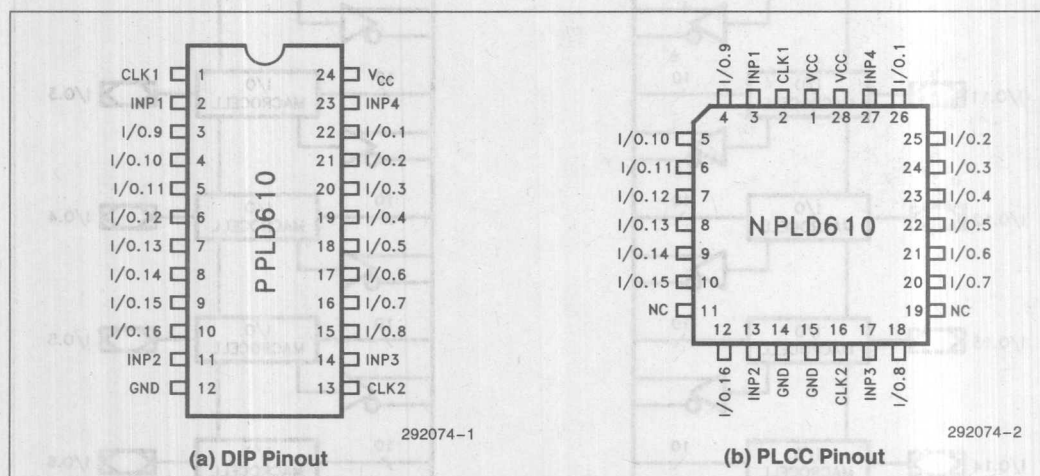 CLK1 1 24 VCC
INP1 2 23 INP4
I/O.9 3 22 I/O.1
I/O.10 4 21 I/O.2
I/O.11 5 20 I/O.3
I/O.12 6 19 I/O.4
I/O.13 7 18 I/O.5
I/O.14 8 17 I/O.6
I/O.15 9 16 I/O.7
I/O.16 10 15 I/O.8
INP2 11 14 INP3
GND 12 13 CLK2
PPLD610
292074-1
(a) DIP Pinout
I/O.9 INP1 CLK1 VCC VCC INP4 I/O.1
4 3 2 1 28 27 26
I/O.10 5 25 I/O.2
I/O.11 6 24 I/O.3
I/O.12 7 23 I/O.4
I/O.13 8 22 I/O.5
I/O.14 9 21 I/O.6
I/O.15 10 20 I/O.7
NC 11 19 NC
NPLD610
12 13 14 15 16 17 18
I/O.16 INP2 GND GND CLK2 INP3 I/O.8
292074-2
(b) PLCC Pinout